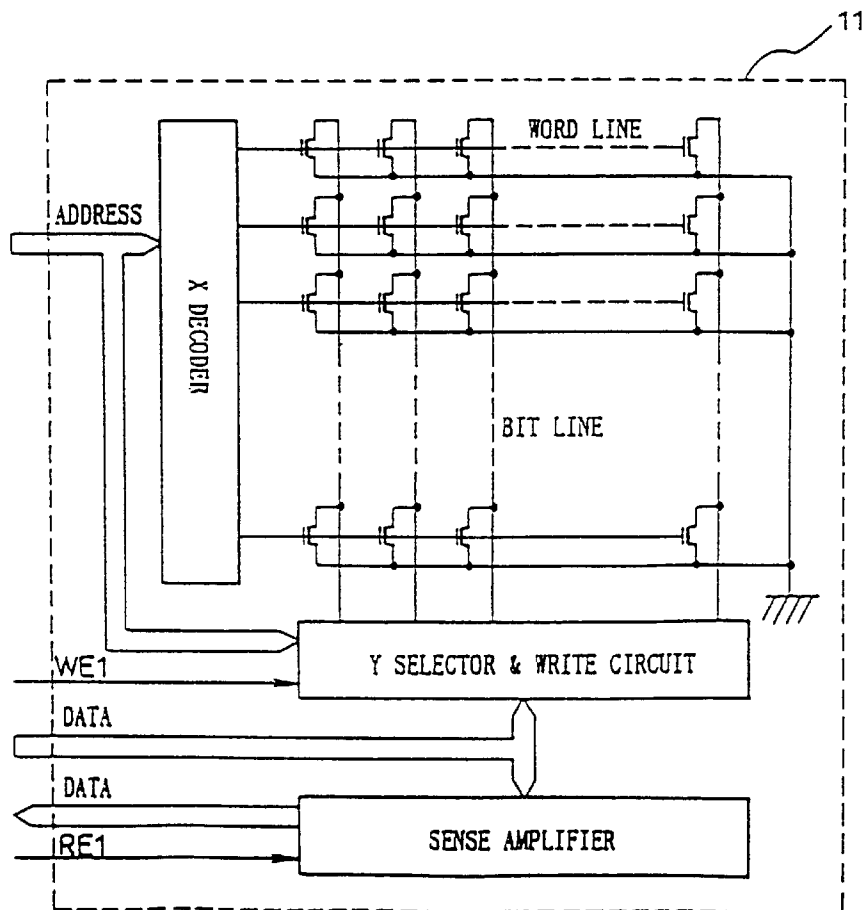 11
WORD LINE
ADDRESS
X DECODER
BIT LINE
Y SELECTOR & WRITE CIRCUIT
WE1
DATA
DATA
SENSE AMPLIFIER
RE1